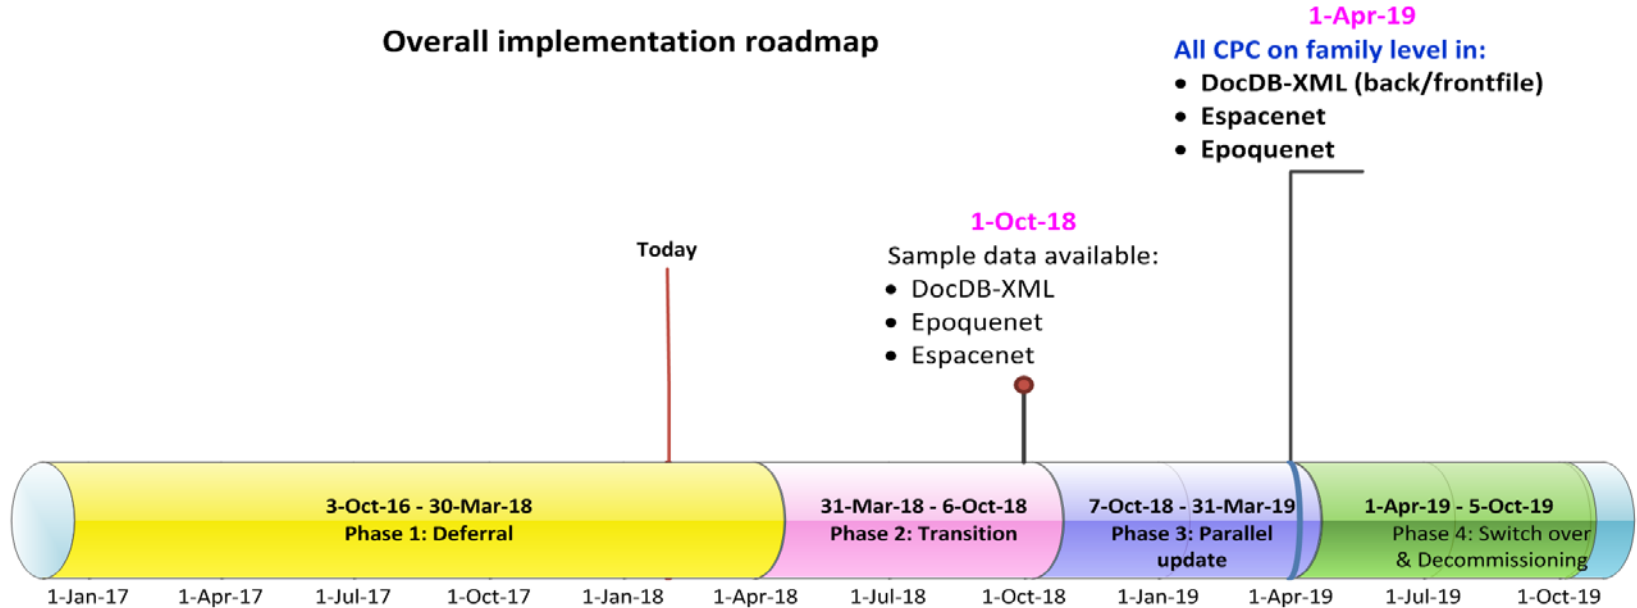 Overall implementation roadmap
1-Apr-19
All CPC on family level in:
• DocDB-XML (back/frontfile)
• Espacenet
• Epoquenet
1-Oct-18
Sample data available:
• DocDB-XML
• Epoquenet
• Espacenet
Today
3-Oct-16 - 30-Mar-18
Phase 1: Deferral
31-Mar-18 - 6-Oct-18
Phase 2: Transition
7-Oct-18 - 31-Mar-19
Phase 3: Parallel
update
1-Apr-19 - 5-Oct-19
Phase 4: Switch over
& Decommissioning
1-Jan-17 1-Apr-17 1-Jul-17 1-Oct-17 1-Jan-18 1-Apr-18 1-Jul-18 1-Oct-18 1-Jan-19 1-Apr-19 1-Jul-19 1-Oct-19